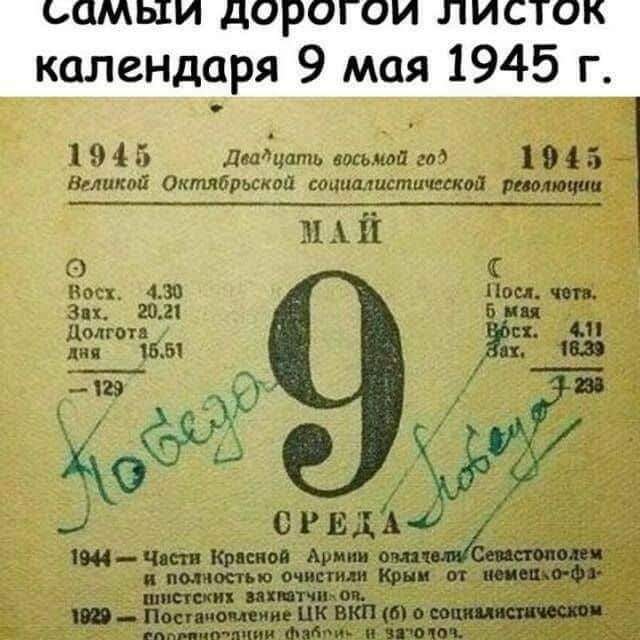 Самый дорогой листок
календаря 9 мая 1945 г.
1945 Двадцать восьмой год 1945
Великой Октябрьской социалистической революции
МАЙ
Восх. 4.30
Зах. 20.21
Долгота
дня 15.51
— 129
9
Посл. четв.
5 мая
Восх. 4.11
Зах. 16.39
+ 236
Победа
Победа
СРЕДА
1944 — Части Красной Армии овладели Севастополем
и полностью очистили Крым от немецко-фа-
шистских захватчиков.
1929 — Постановление ЦК ВКП (б) о социалистическом
соревновании фабрик и заводов.